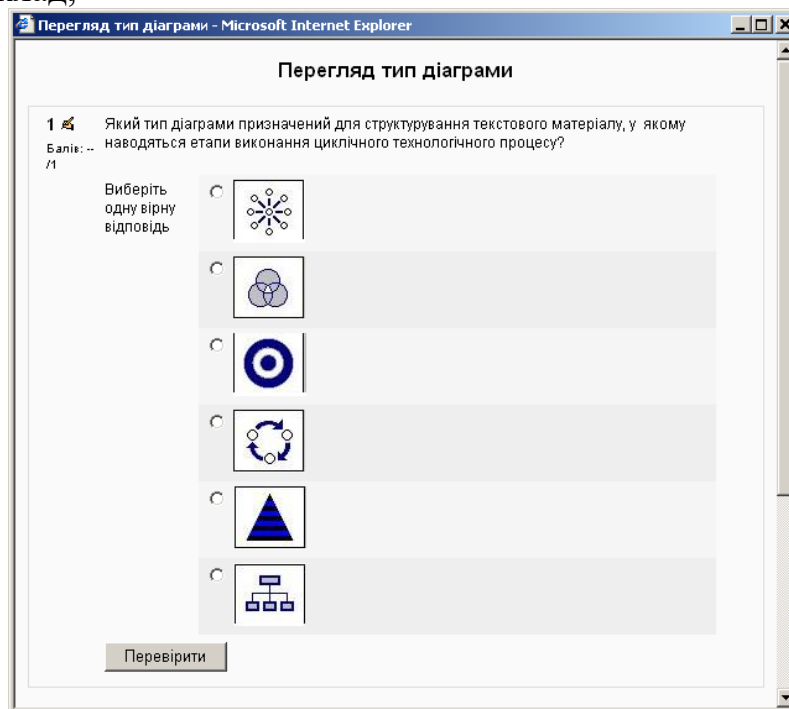 Перегляд тип діаграми - Microsoft Internet Explorer
Перегляд тип діаграми
1 Який тип діаграми призначений для структурування текстового матеріалу, у якому
Балів: -- наводяться етапи виконання циклічного технологічного процесу?
/1
Виберіть
одну вірну
відповідь
Перевірити